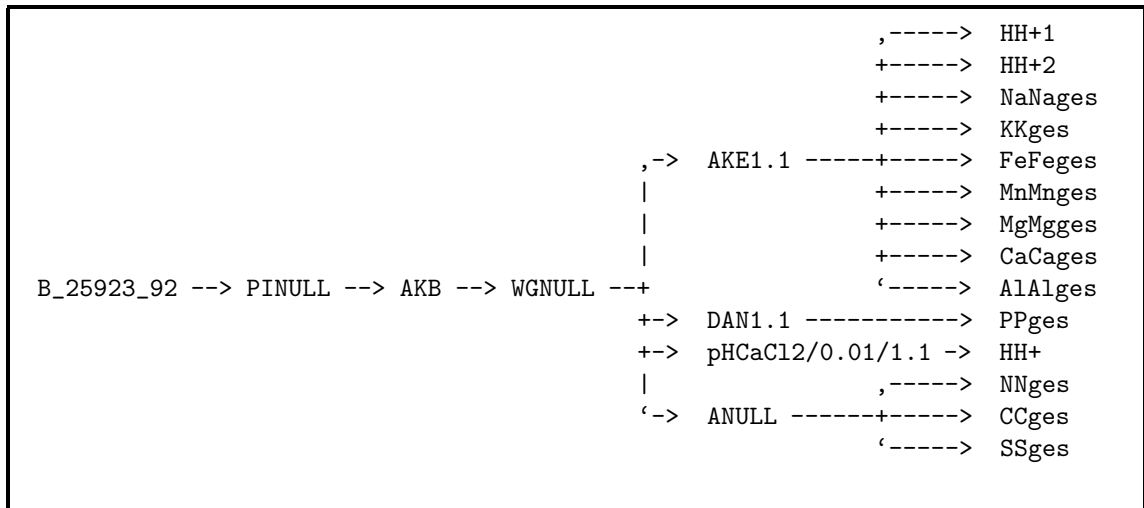 ,-----> HH+1
+-----> HH+2
+-----> NaNages
+-----> KKges
,-> AKE1.1 -----+-----> FeFeges
| +-----> MnMnges
| +-----> MgMgges
| +-----> CaCages
B_25923_92 --> PINULL --> AKB --> WGNULL --+ ‘-----> AlAlges
+-> DAN1.1 -----------> PPges
+-> pHCaCl2/0.01/1.1 -> HH+
| ,-----> NNges
‘-> ANULL ------+-----> CCges
‘-----> SSges